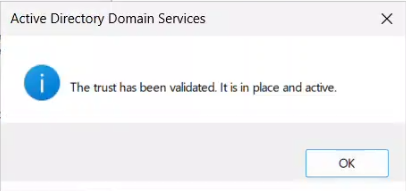 Active Directory Domain Services
The trust has been validated. It is in place and active.
OK